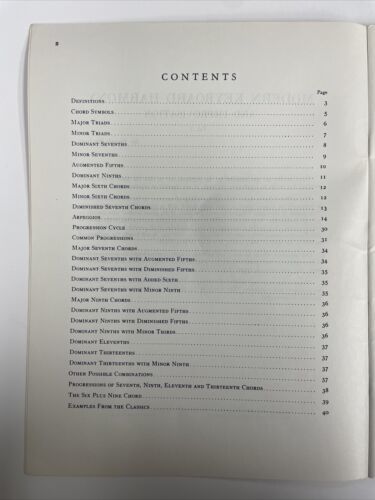 2
CONTENTS
Page
Definitions 3
Chord Symbols 5
Major Triads 6
Minor Triads 7
Dominant Sevenths 8
Minor Sevenths 9
Augmented Fifths 10
Dominant Ninths 11
Major Sixth Chords 12
Minor Sixth Chords 12
Diminished Seventh Chords 13
Arpeggios 14
Progression Cycle 30
Common Progressions 31
Major Seventh Chords 34
Dominant Sevenths with Augmented Fifths 34
Dominant Sevenths with Diminished Fifths 35
Dominant Sevenths with Added Sixth 35
Dominant Sevenths with Minor Ninth 35
Major Ninth Chords 36
Dominant Ninths with Augmented Fifths 36
Dominant Ninths with Diminished Fifths 36
Dominant Ninths with Minor Thirds 36
Dominant Elevenths 37
Dominant Thirteenths 37
Dominant Thirteenths with Minor Ninth 37
Other Possible Combinations 37
Progressions of Seventh, Ninth, Eleventh and Thirteenth Chords 38
The Six Plus Nine Chord 39
Examples From the Classics 40